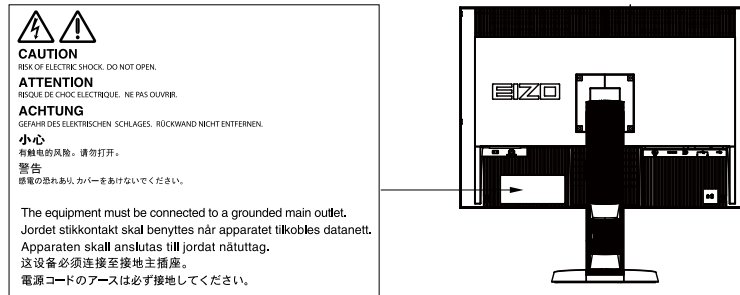 CAUTION
RISK OF ELECTRIC SHOCK. DO NOT OPEN.
ATTENTION
RISQUE DE CHOC ELECTRIQUE. NE PAS OUVRIR.
ACHTUNG
GEFAHR DES ELEKTRISCHEN SCHLAGES. RÜCKWAND NICHT ENTFERNEN.
小心
有触电的风险。请勿打开。
警告
感電の恐れあり、カバーをあけないでください。
The equipment must be connected to a grounded main outlet.
Jordet stikkontakt skal benyttes når apparatet tilkobles datanett.
Apparaten skall anslutas till jordat nätuttag.
这设备必须连接至接地主插座。
電源コードのアースは必ず接地してください。
EIZO